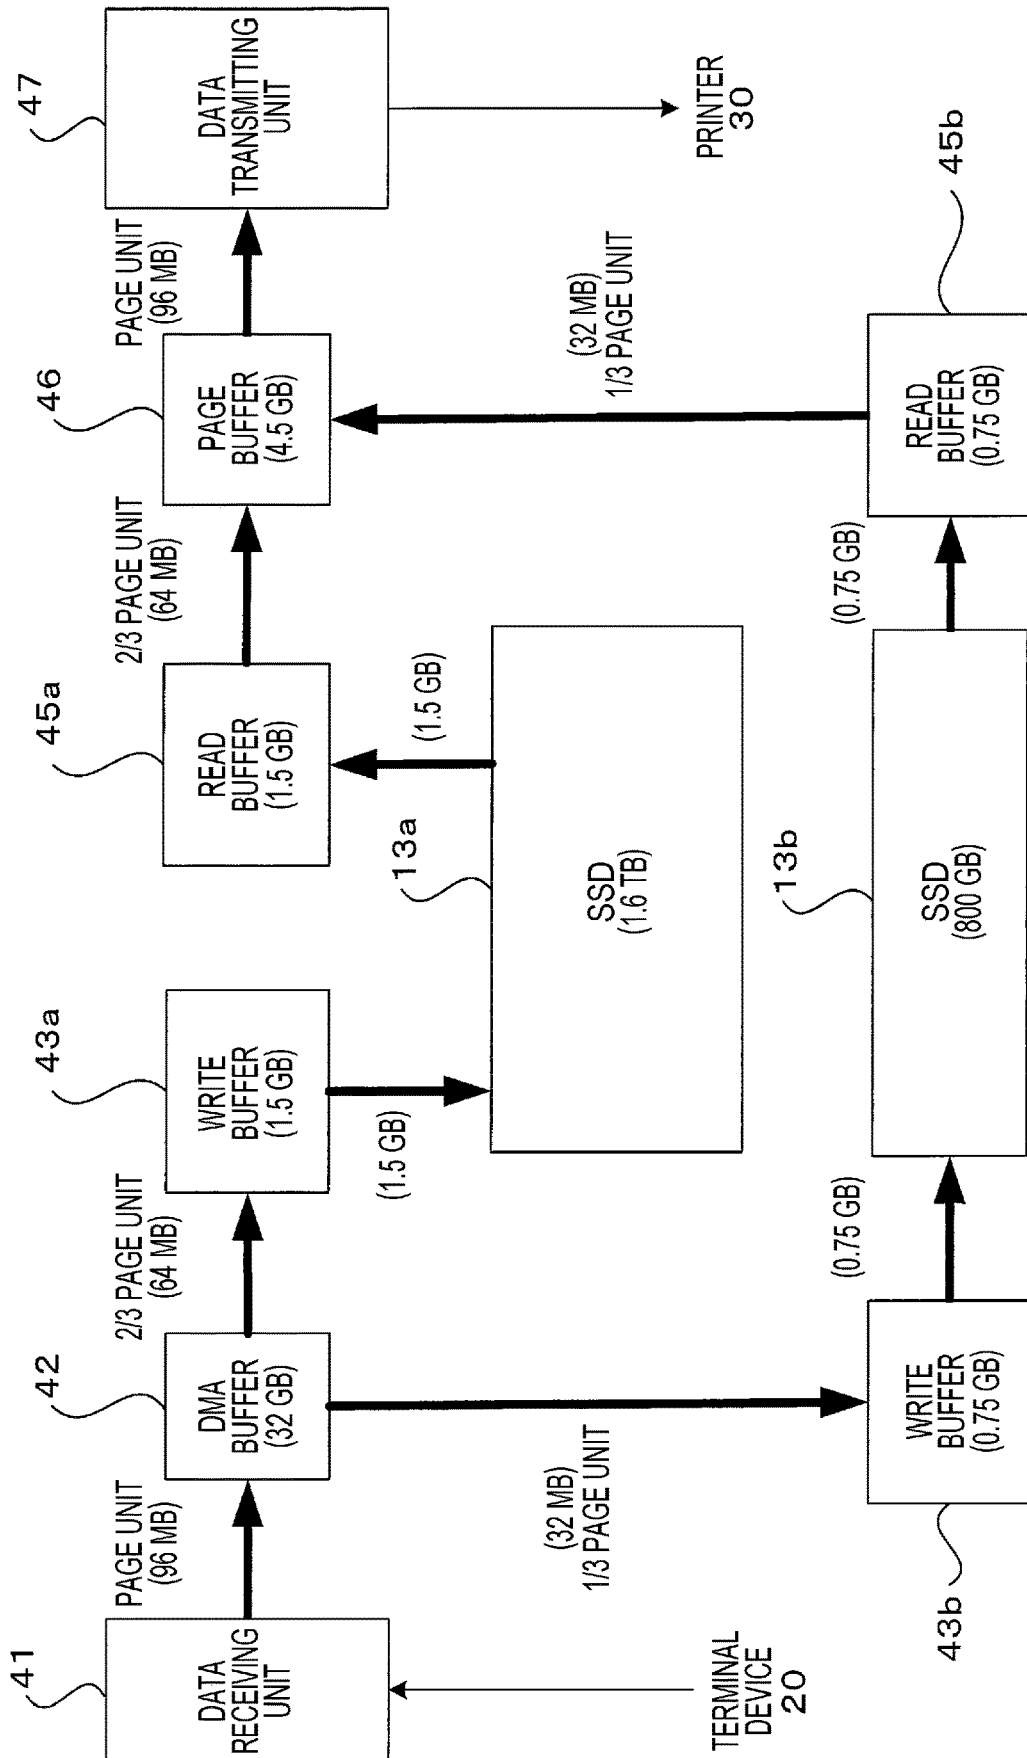 41
DATA
RECEIVING
UNIT
TERMINAL
DEVICE
20
PAGE UNIT
(96 MB)
42
DMA
BUFFER
(32 GB)
2/3 PAGE UNIT
(64 MB)
(32 MB)
1/3 PAGE UNIT
43a
WRITE
BUFFER
(1.5 GB)
(1.5 GB)
43b
WRITE
BUFFER
(0.75 GB)
(0.75 GB)
13a
SSD
(1.6 TB)
13b
SSD
(800 GB)
45a
READ
BUFFER
(1.5 GB)
(1.5 GB)
2/3 PAGE UNIT
(64 MB)
(0.75 GB)
45b
READ
BUFFER
(0.75 GB)
(32 MB)
1/3 PAGE UNIT
46
PAGE
BUFFER
(4.5 GB)
PAGE UNIT
(96 MB)
47
DATA
TRANSMITTING
UNIT
PRINTER
30